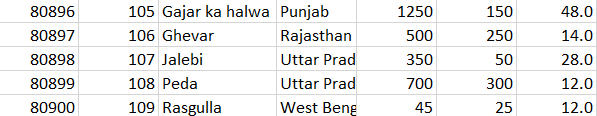 80896 105 Gajar ka halwa Punjab 1250 150 48.0
80897 106 Ghevar Rajasthan 500 250 14.0
80898 107 Jalebi Uttar Prad 350 50 28.0
80899 108 Peda Uttar Prad 700 300 12.0
80900 109 Rasgulla West Beng 45 25 12.0